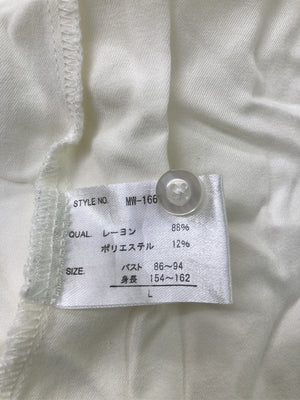 STYLE NO. MW-166
QUAL. レーヨン 88%
ポリエステル 12%
SIZE. バスト 86～94
身長 154～162
L